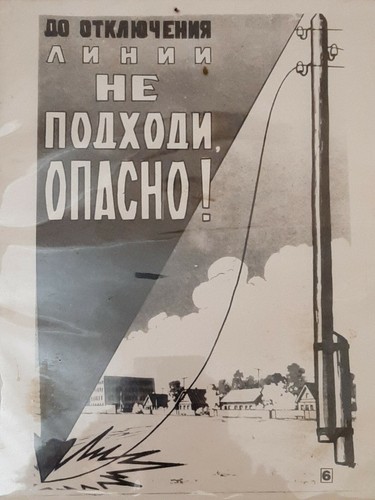 ДО ОТКЛЮЧЕНИЯ
ЛИНИИ
НЕ
ПОДХОДИ,
ОПАСНО!
6